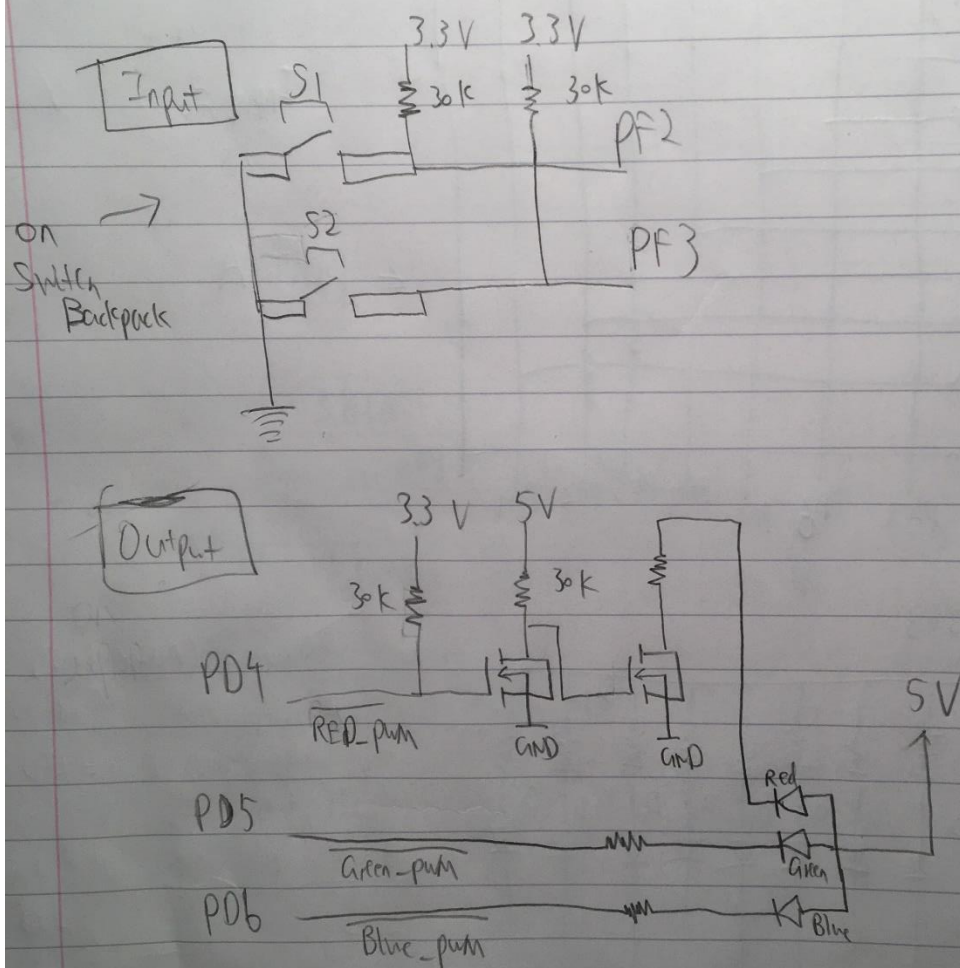 3.3V 3.3V
Input S1 30K 30K
PF2
On
Switch
Backpack
S2
PF3
Output 3.3 V 5V
30K 30K
PD4
RED_pwm GND GND
5V
Red
PD5
Green_pwm Green
PD6
Blue_pwm Blue